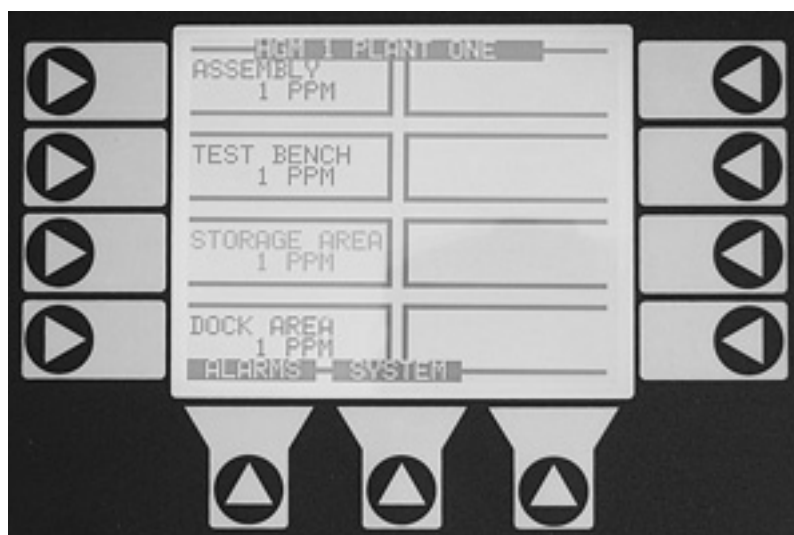 HGM 1 PLANT ONE
ASSEMBLY
1 PPM
TEST BENCH
1 PPM
STORAGE AREA
1 PPM
DOCK AREA
1 PPM
ALARMS SYSTEM